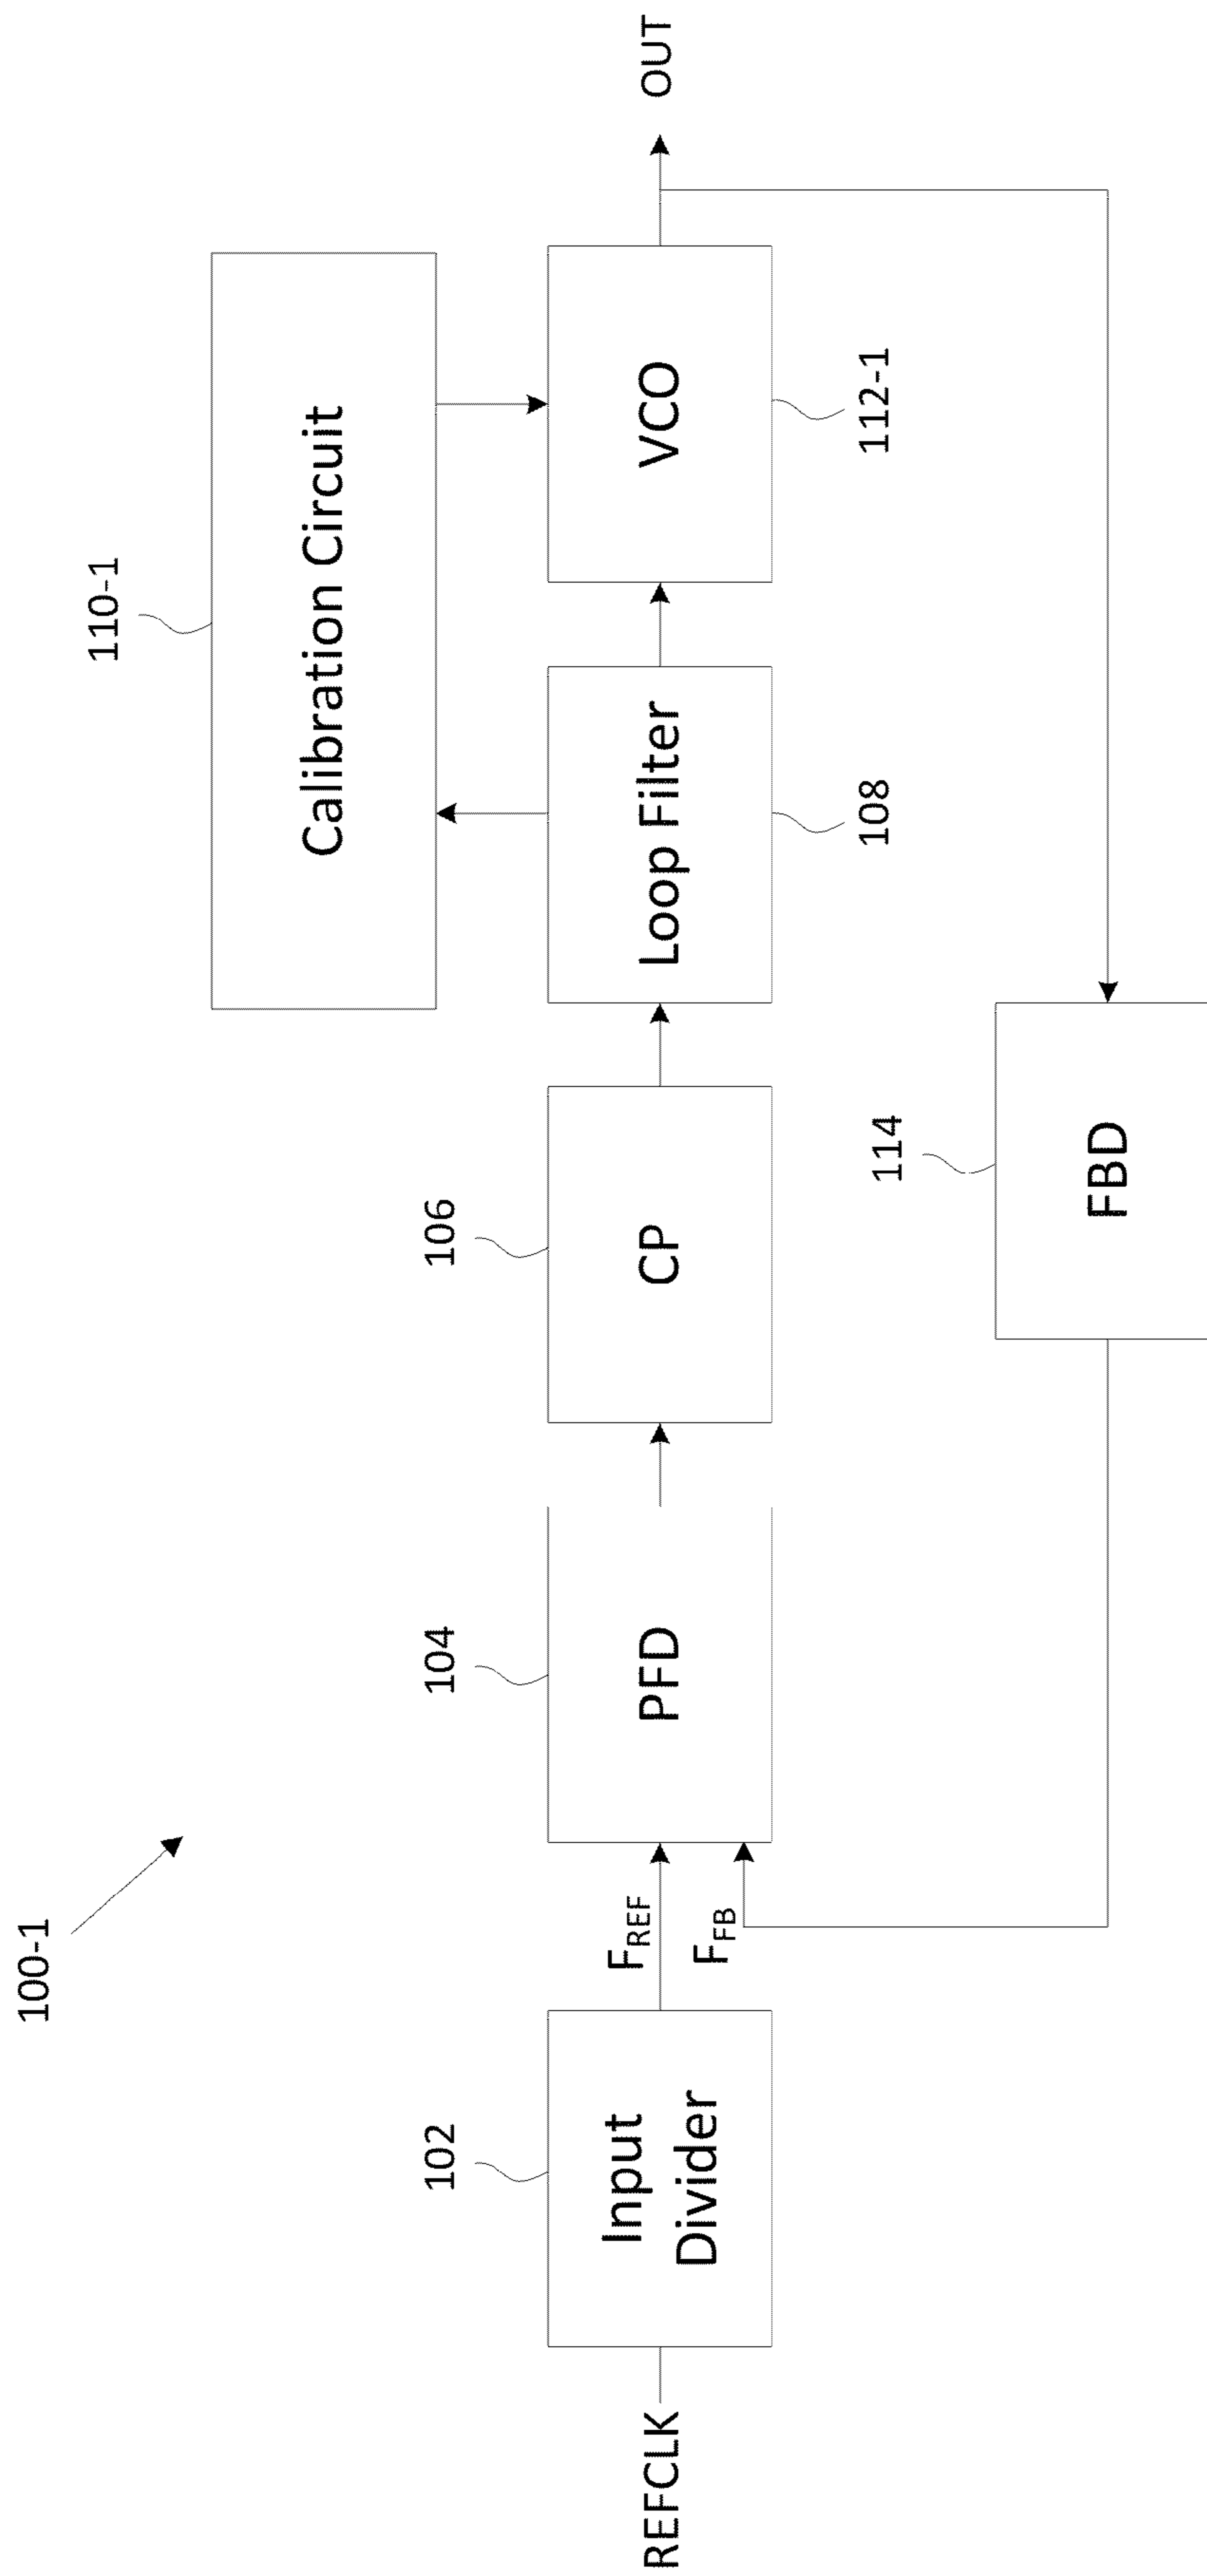 100-1
110-1
Calibration Circuit
REFCLK
102
Input
Divider
F_REF
F_FB
104
PFD
106
CP
Loop Filter
108
VCO
112-1
OUT
114
FBD